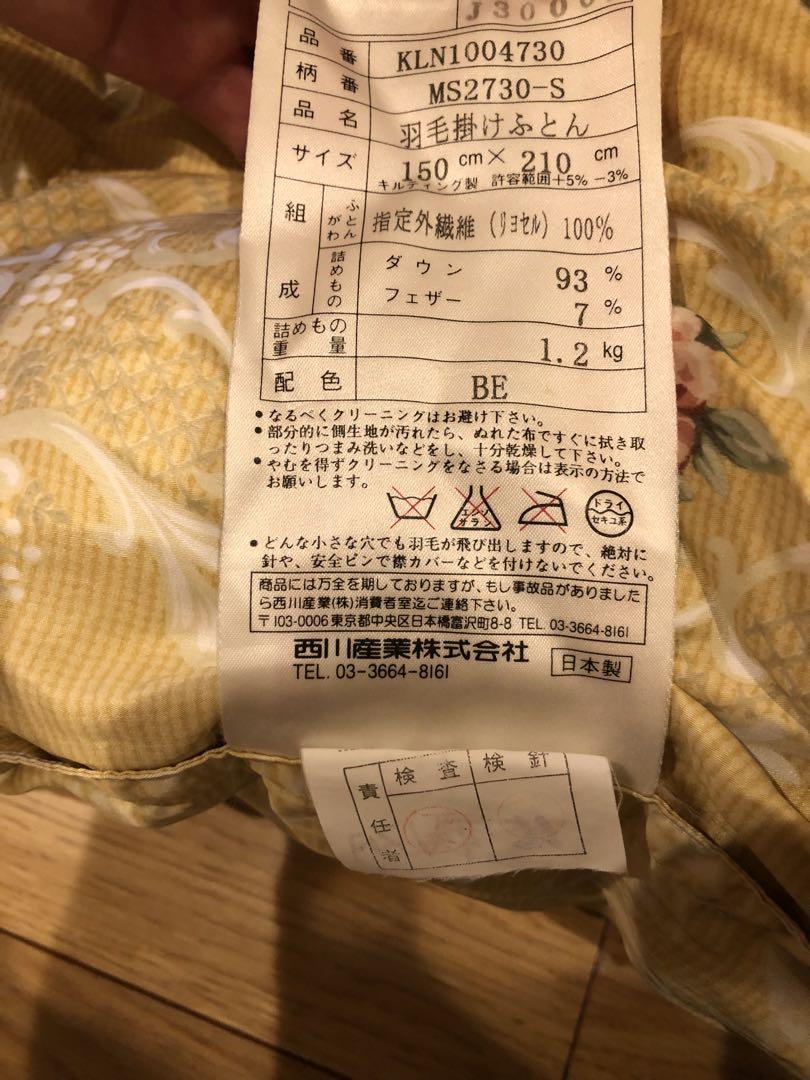 J3000
品番 KLN1004730
柄番 MS2730-S
品名 羽毛掛けふとん
サイズ 150 cm × 210 cm
キルティング製 許容範囲+5% -3%
組成 ふとんがわ 指定外繊維(リヨセル) 100%
詰めもの ダウン 93 %
フェザー 7 %
詰めもの重量 1.2 kg
配色 BE
●なるべくクリーニングはお避け下さい。
●部分的に側生地が汚れたら、ぬれた布ですぐに拭き取
ったりつまみ洗いなどをし、十分乾燥して下さい。
●やむを得ずクリーニングをなさる場合は表示の方法で
お願いします。
エンソサラシ
ドライ
セキユ系
●どんな小さな穴でも羽毛が飛び出しますので、絶対に
針や、安全ピンで襟カバーなどを付けないでください。
商品には万全を期しておりますが、もし事故品がありました
ら西川産業(株)消費者室迄ご連絡下さい。
〒103-0006 東京都中央区日本橋富沢町8-8 TEL. 03-3664-8161
西川産業株式会社
TEL. 03-3664-8161
日本製
責任者 検査 検針